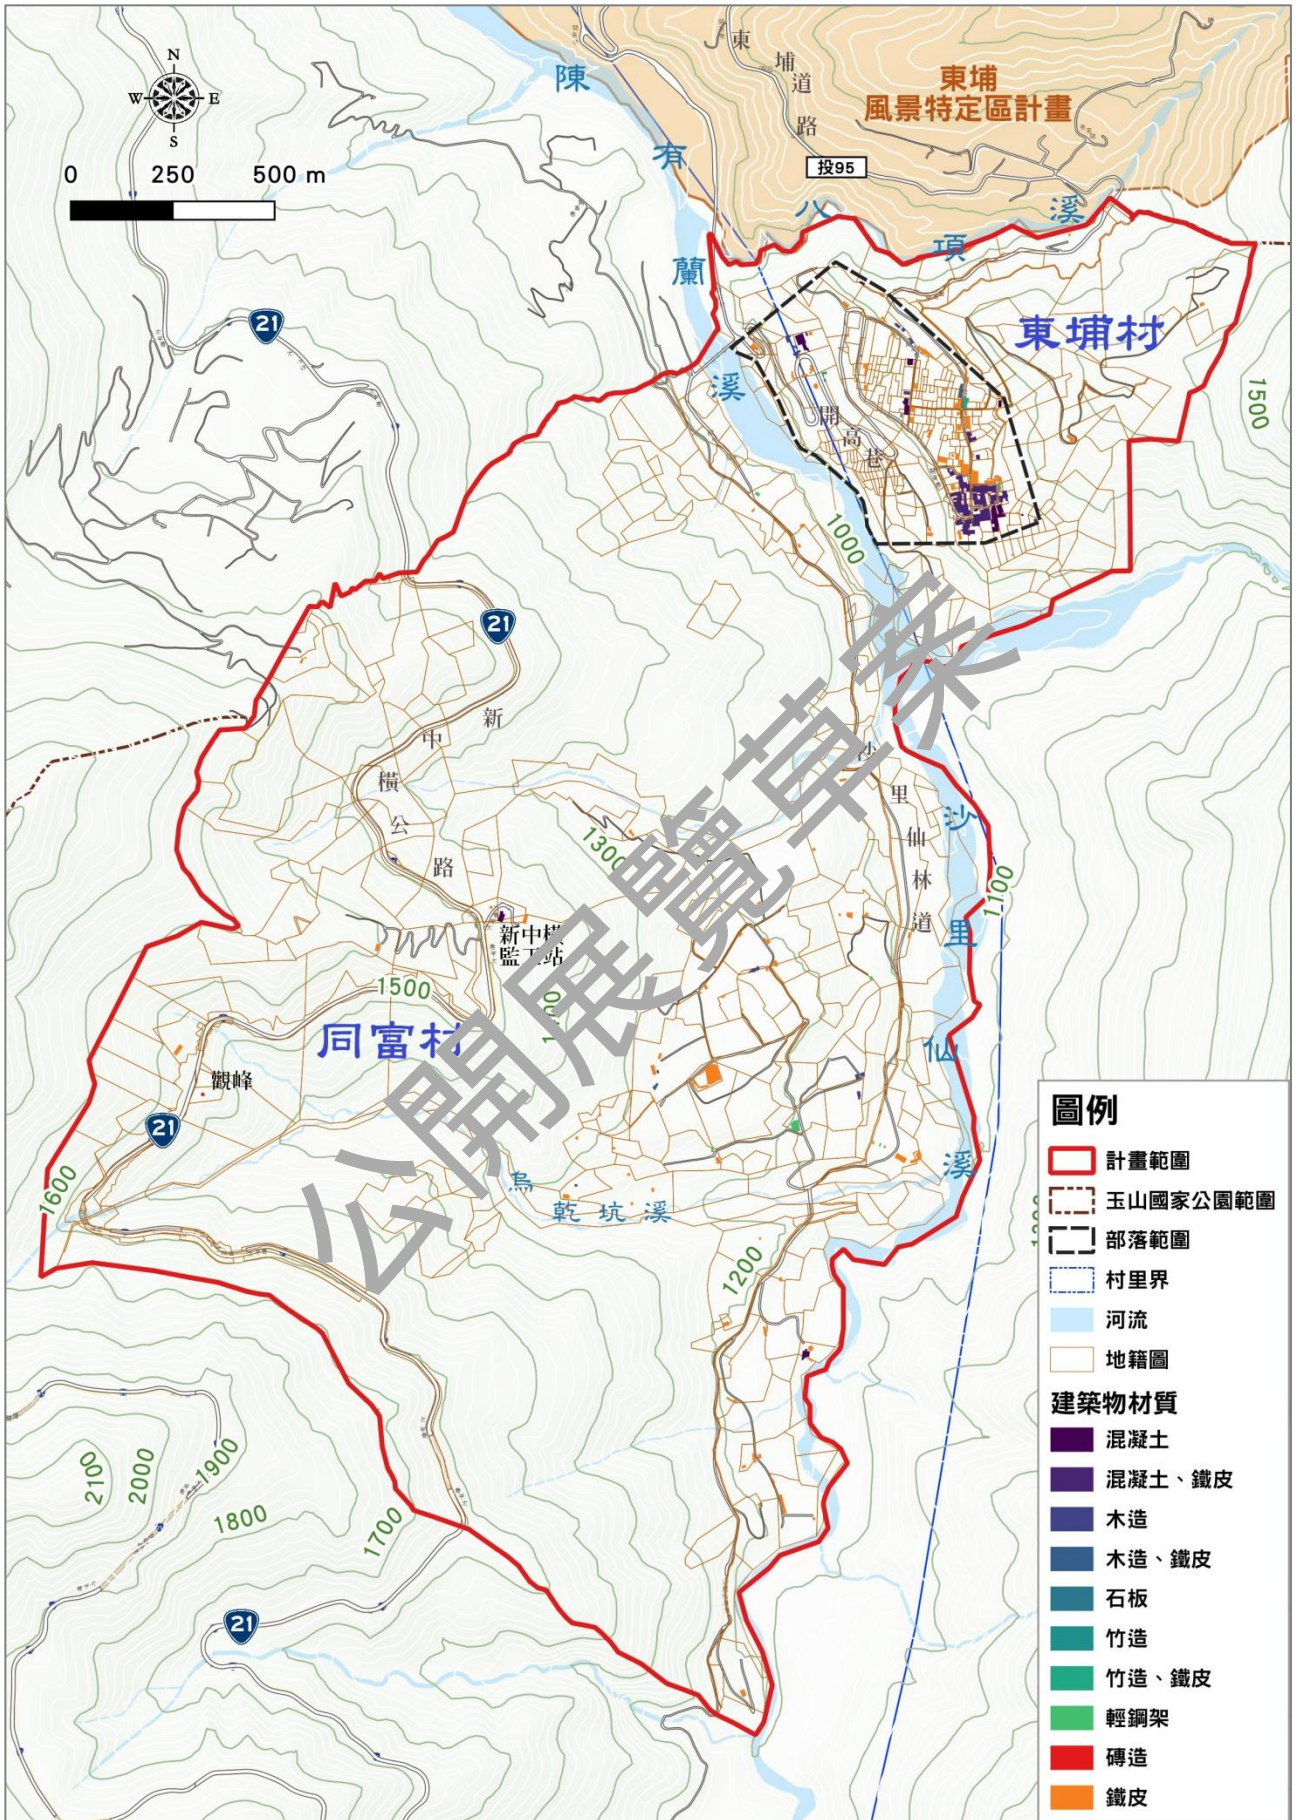 N
W E
S
0 250 500 m
東埔道路
東埔
風景特定區計畫
投95
陳有蘭溪
八項溪
東埔村
21
1500
開高巷
1000
21
新中橫公路
沙里仙林道
沙里仙溪
1300
1100
新中橫
監工站
1500
同富村
觀峰
21
1600
烏乾坑溪
1200
2100
2000
1900
1800
1700
21
公開展覽草案
圖例
計畫範圍
玉山國家公園範圍
部落範圍
村里界
河流
地籍圖
建築物材質
混凝土
混凝土、鐵皮
木造
木造、鐵皮
石板
竹造
竹造、鐵皮
輕鋼架
磚造
鐵皮